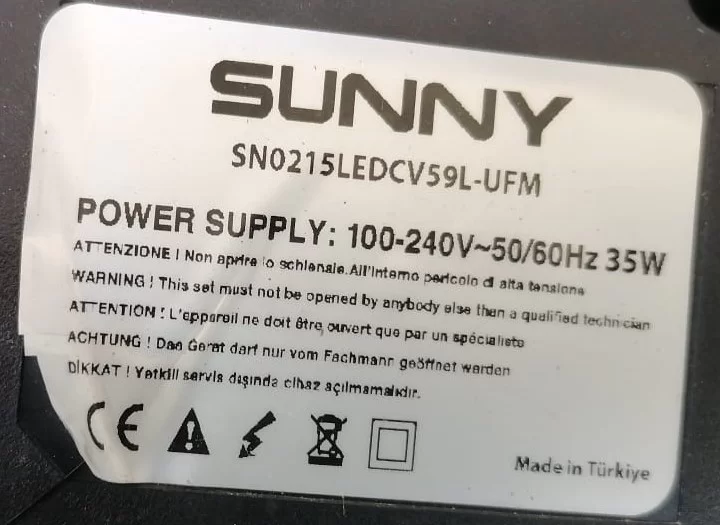 SUNNY
SN0215LEDCV59L-UFM
POWER SUPPLY: 100-240V~50/60Hz 35W
ATTENZIONE ! Non aprire lo schienale. All'interno pericolo di alta tensione
WARNING ! This set must not be opened by anybody else than a qualified technician
ATTENTION ! L'appareil ne doit être ouvert que par un spécialiste
ACHTUNG ! Das Gerat darf nur vom Fachmann geöffnet werden
DİKKAT ! Yetkili servis dışında cihaz açılmamalıdır.
CE
Made in Türkiye